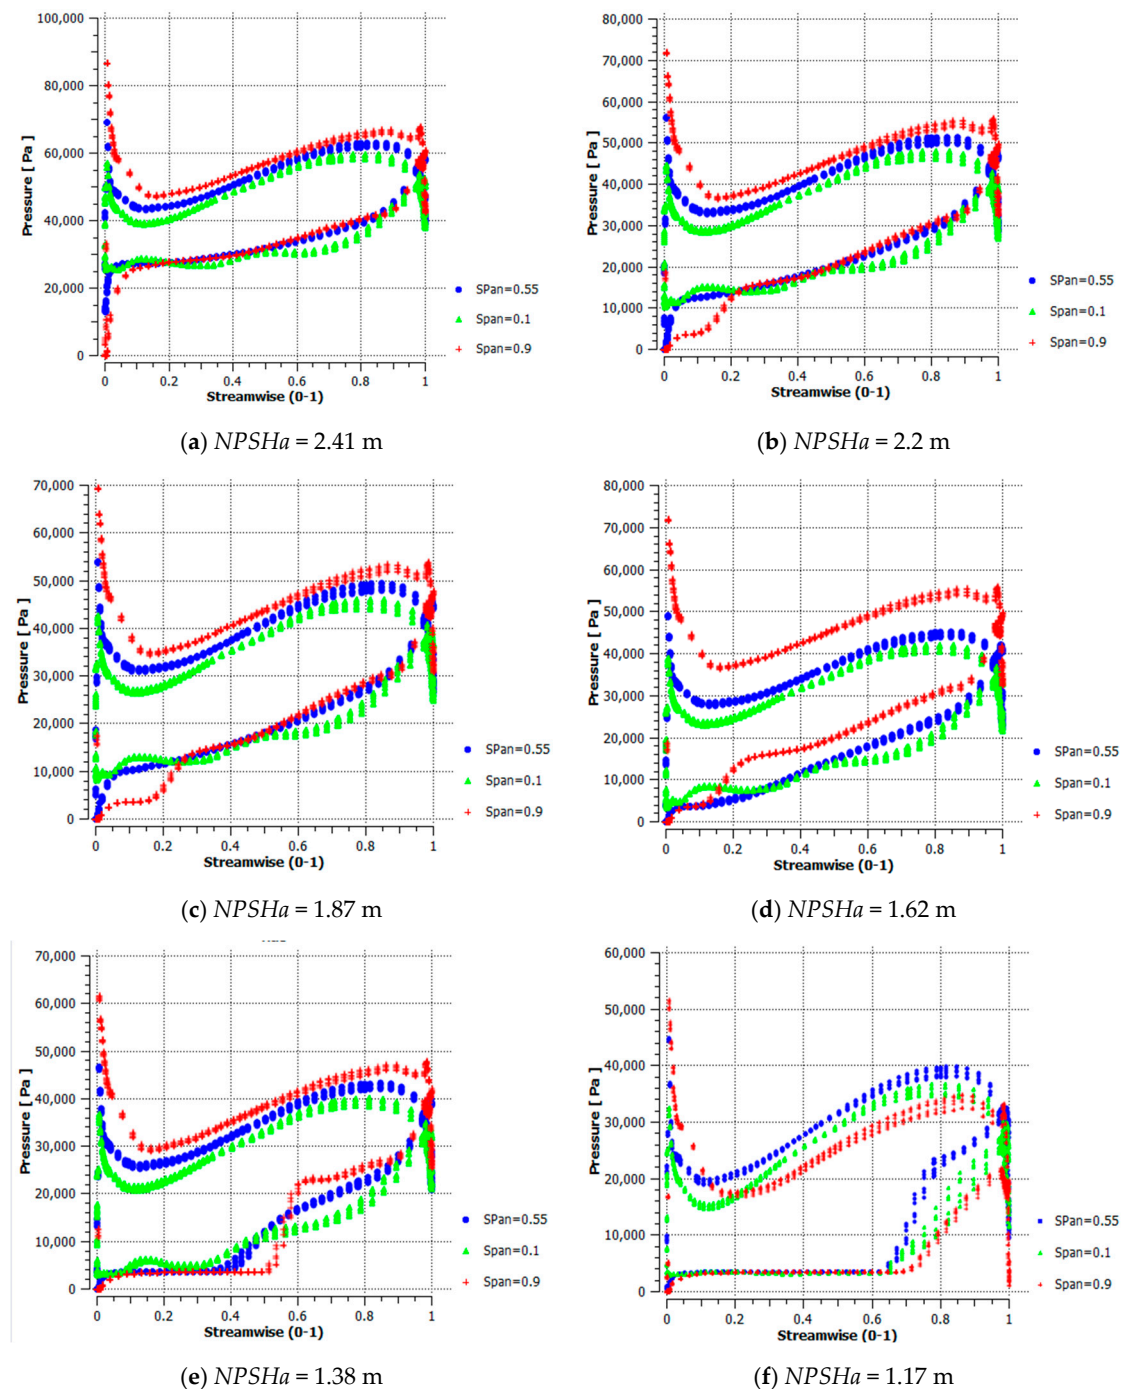 100,000
80,000
60,000
40,000
20,000
0
Pressure [ Pa ]
0 0.2 0.4 0.6 0.8 1
Streamwise (0-1)
SPan=0.55
Span=0.1
Span=0.9
(a) NPSHa = 2.41 m
80,000
70,000
60,000
50,000
40,000
30,000
20,000
10,000
0
Pressure [ Pa ]
0 0.2 0.4 0.6 0.8 1
Streamwise (0-1)
SPan=0.55
Span=0.1
Span=0.9
(b) NPSHa = 2.2 m
70,000
60,000
50,000
40,000
30,000
20,000
10,000
0
Pressure [ Pa ]
0 0.2 0.4 0.6 0.8 1
Streamwise (0-1)
SPan=0.55
Span=0.1
Span=0.9
(c) NPSHa = 1.87 m
80,000
70,000
60,000
50,000
40,000
30,000
20,000
10,000
0
Pressure [ Pa ]
0 0.2 0.4 0.6 0.8 1
Streamwise (0-1)
SPan=0.55
Span=0.1
Span=0.9
(d) NPSHa = 1.62 m
70,000
60,000
50,000
40,000
30,000
20,000
10,000
0
Pressure [ Pa ]
0 0.2 0.4 0.6 0.8 1
Streamwise (0-1)
SPan=0.55
Span=0.1
Span=0.9
(e) NPSHa = 1.38 m
60,000
50,000
40,000
30,000
20,000
10,000
0
Pressure [ Pa ]
0 0.2 0.4 0.6 0.8 1
Streamwise (0-1)
SPan=0.55
Span=0.1
Span=0.9
(f) NPSHa = 1.17 m